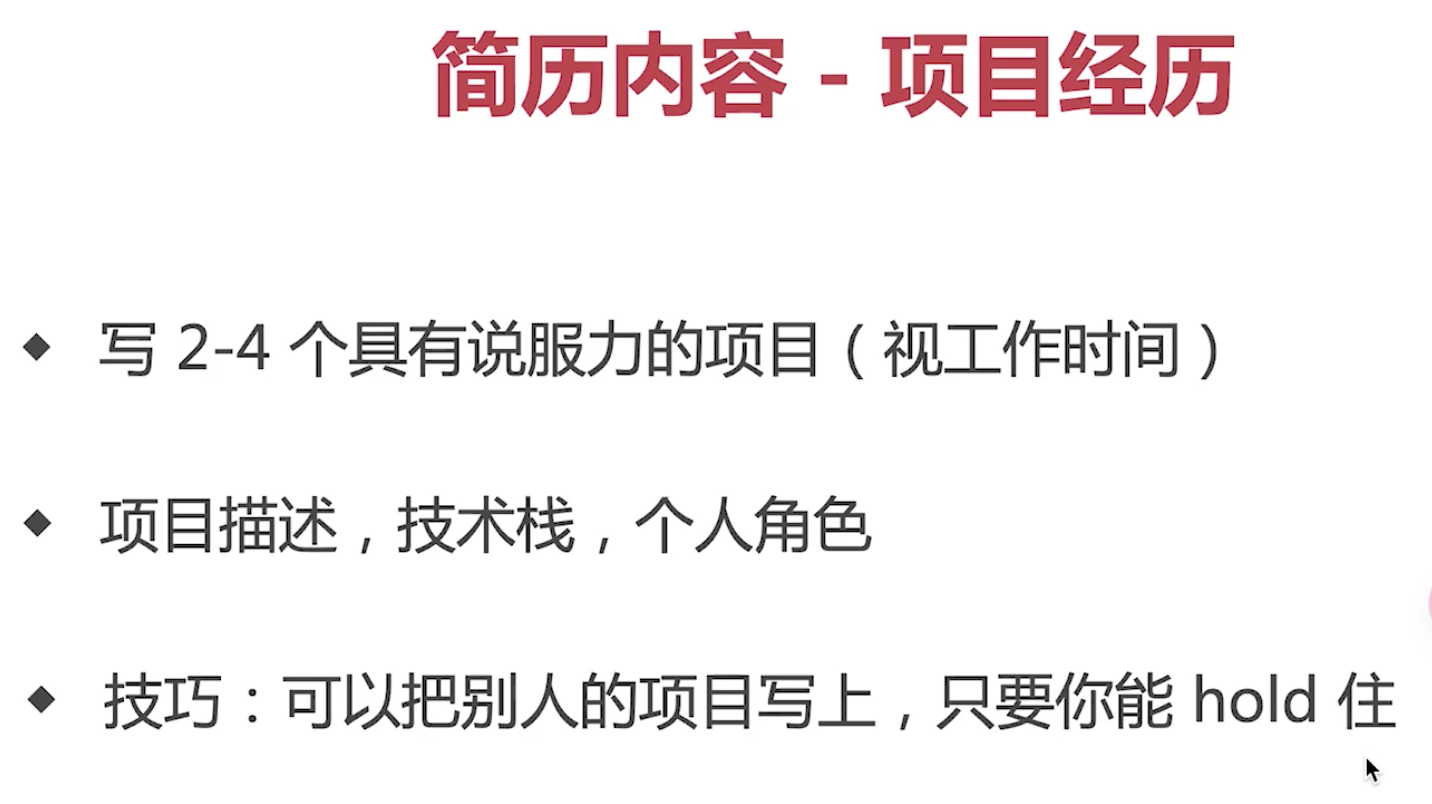 简历内容 - 项目经历
写 2-4 个具有说服力的项目（视工作时间）
项目描述，技术栈，个人角色
技巧：可以把别人的项目写上，只要你能 hold 住